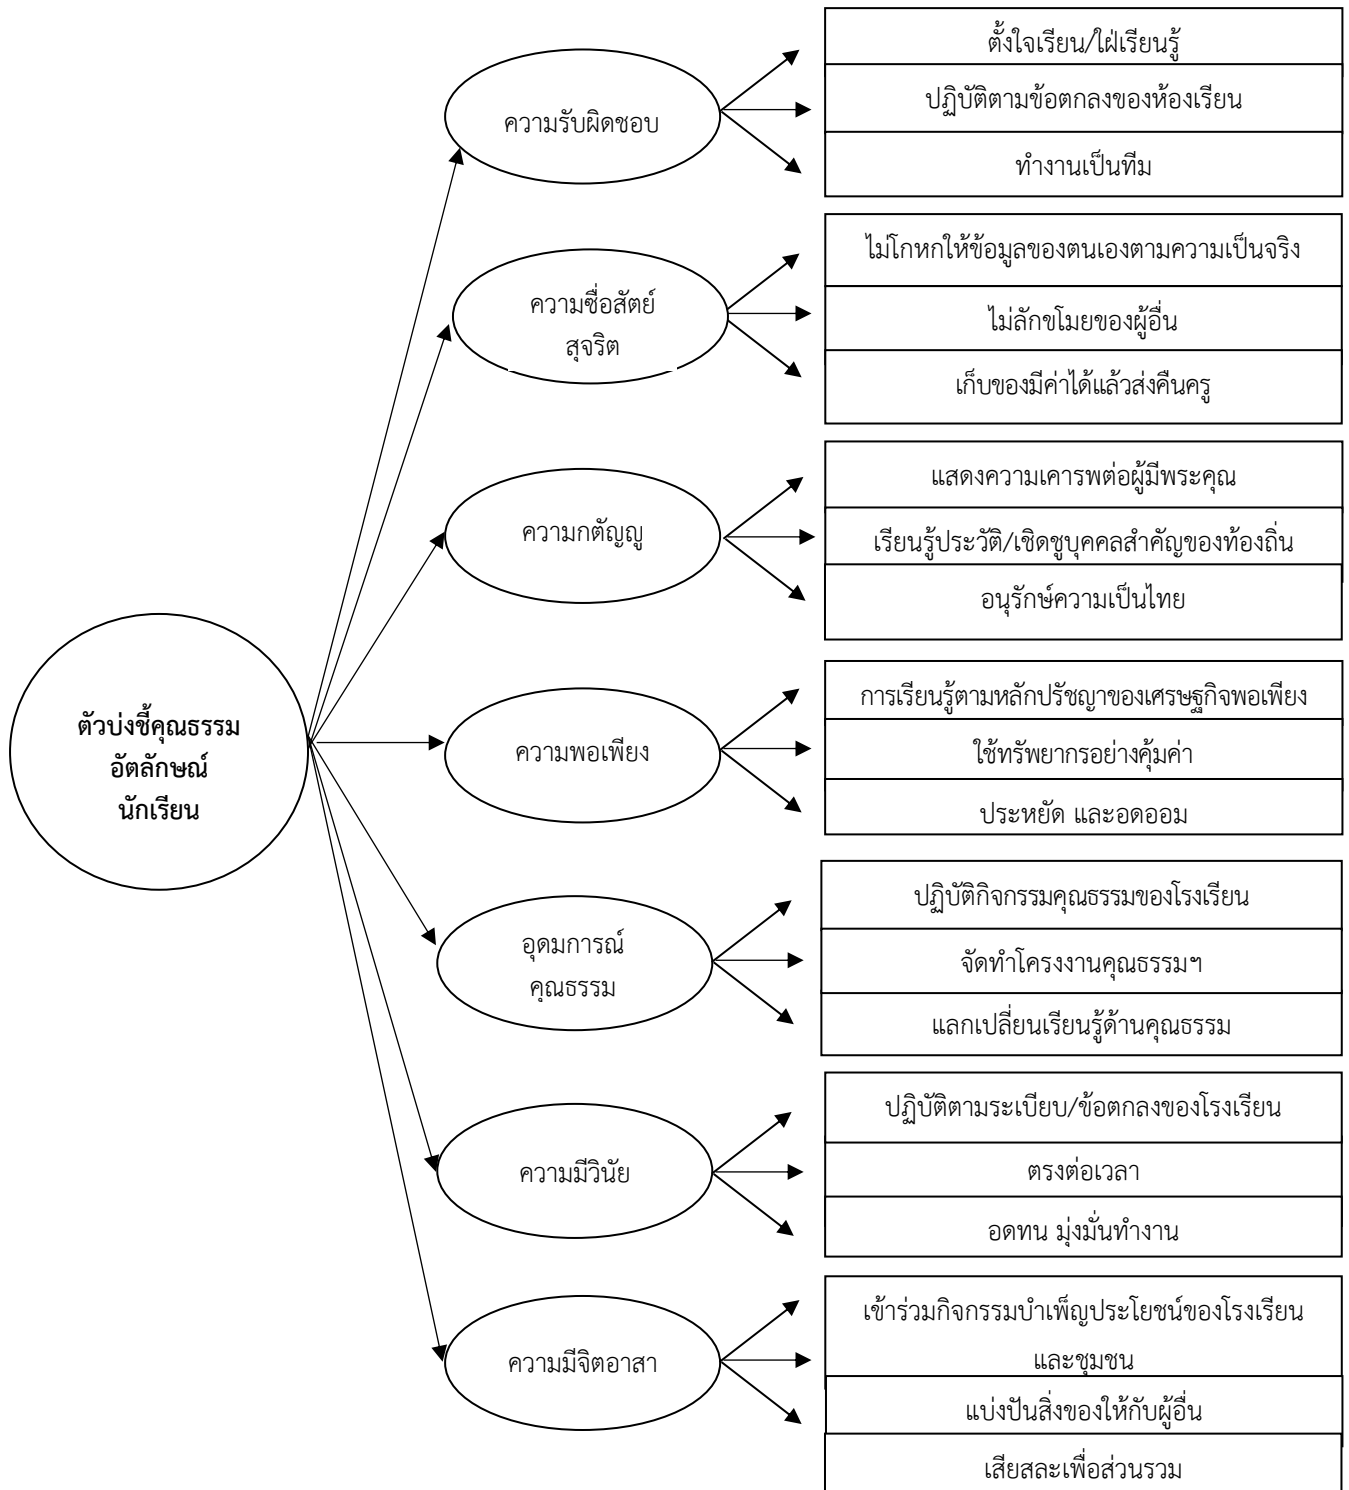 ตัวบ่งชี้คุณธรรม
อัตลักษณ์
นักเรียน
ความรับผิดชอบ
ตั้งใจเรียน/ใฝ่เรียนรู้
ปฏิบัติตามข้อตกลงของห้องเรียน
ทำงานเป็นทีม
ความซื่อสัตย์
สุจริต
ไม่โกหกให้ข้อมูลของตนเองตามความเป็นจริง
ไม่ลักขโมยของผู้อื่น
เก็บของมีค่าได้แล้วส่งคืนครู
ความกตัญญู
แสดงความเคารพต่อผู้มีพระคุณ
เรียนรู้ประวัติ/เชิดชูบุคคลสำคัญของท้องถิ่น
อนุรักษ์ความเป็นไทย
ความพอเพียง
การเรียนรู้ตามหลักปรัชญาของเศรษฐกิจพอเพียง
ใช้ทรัพยากรอย่างคุ้มค่า
ประหยัด และอดออม
อุดมการณ์
คุณธรรม
ปฏิบัติกิจกรรมคุณธรรมของโรงเรียน
จัดทำโครงงานคุณธรรมฯ
แลกเปลี่ยนเรียนรู้ด้านคุณธรรม
ความมีวินัย
ปฏิบัติตามระเบียบ/ข้อตกลงของโรงเรียน
ตรงต่อเวลา
อดทน มุ่งมั่นทำงาน
ความมีจิตอาสา
เข้าร่วมกิจกรรมบำเพ็ญประโยชน์ของโรงเรียน
และชุมชน
แบ่งปันสิ่งของให้กับผู้อื่น
เสียสละเพื่อส่วนรวม